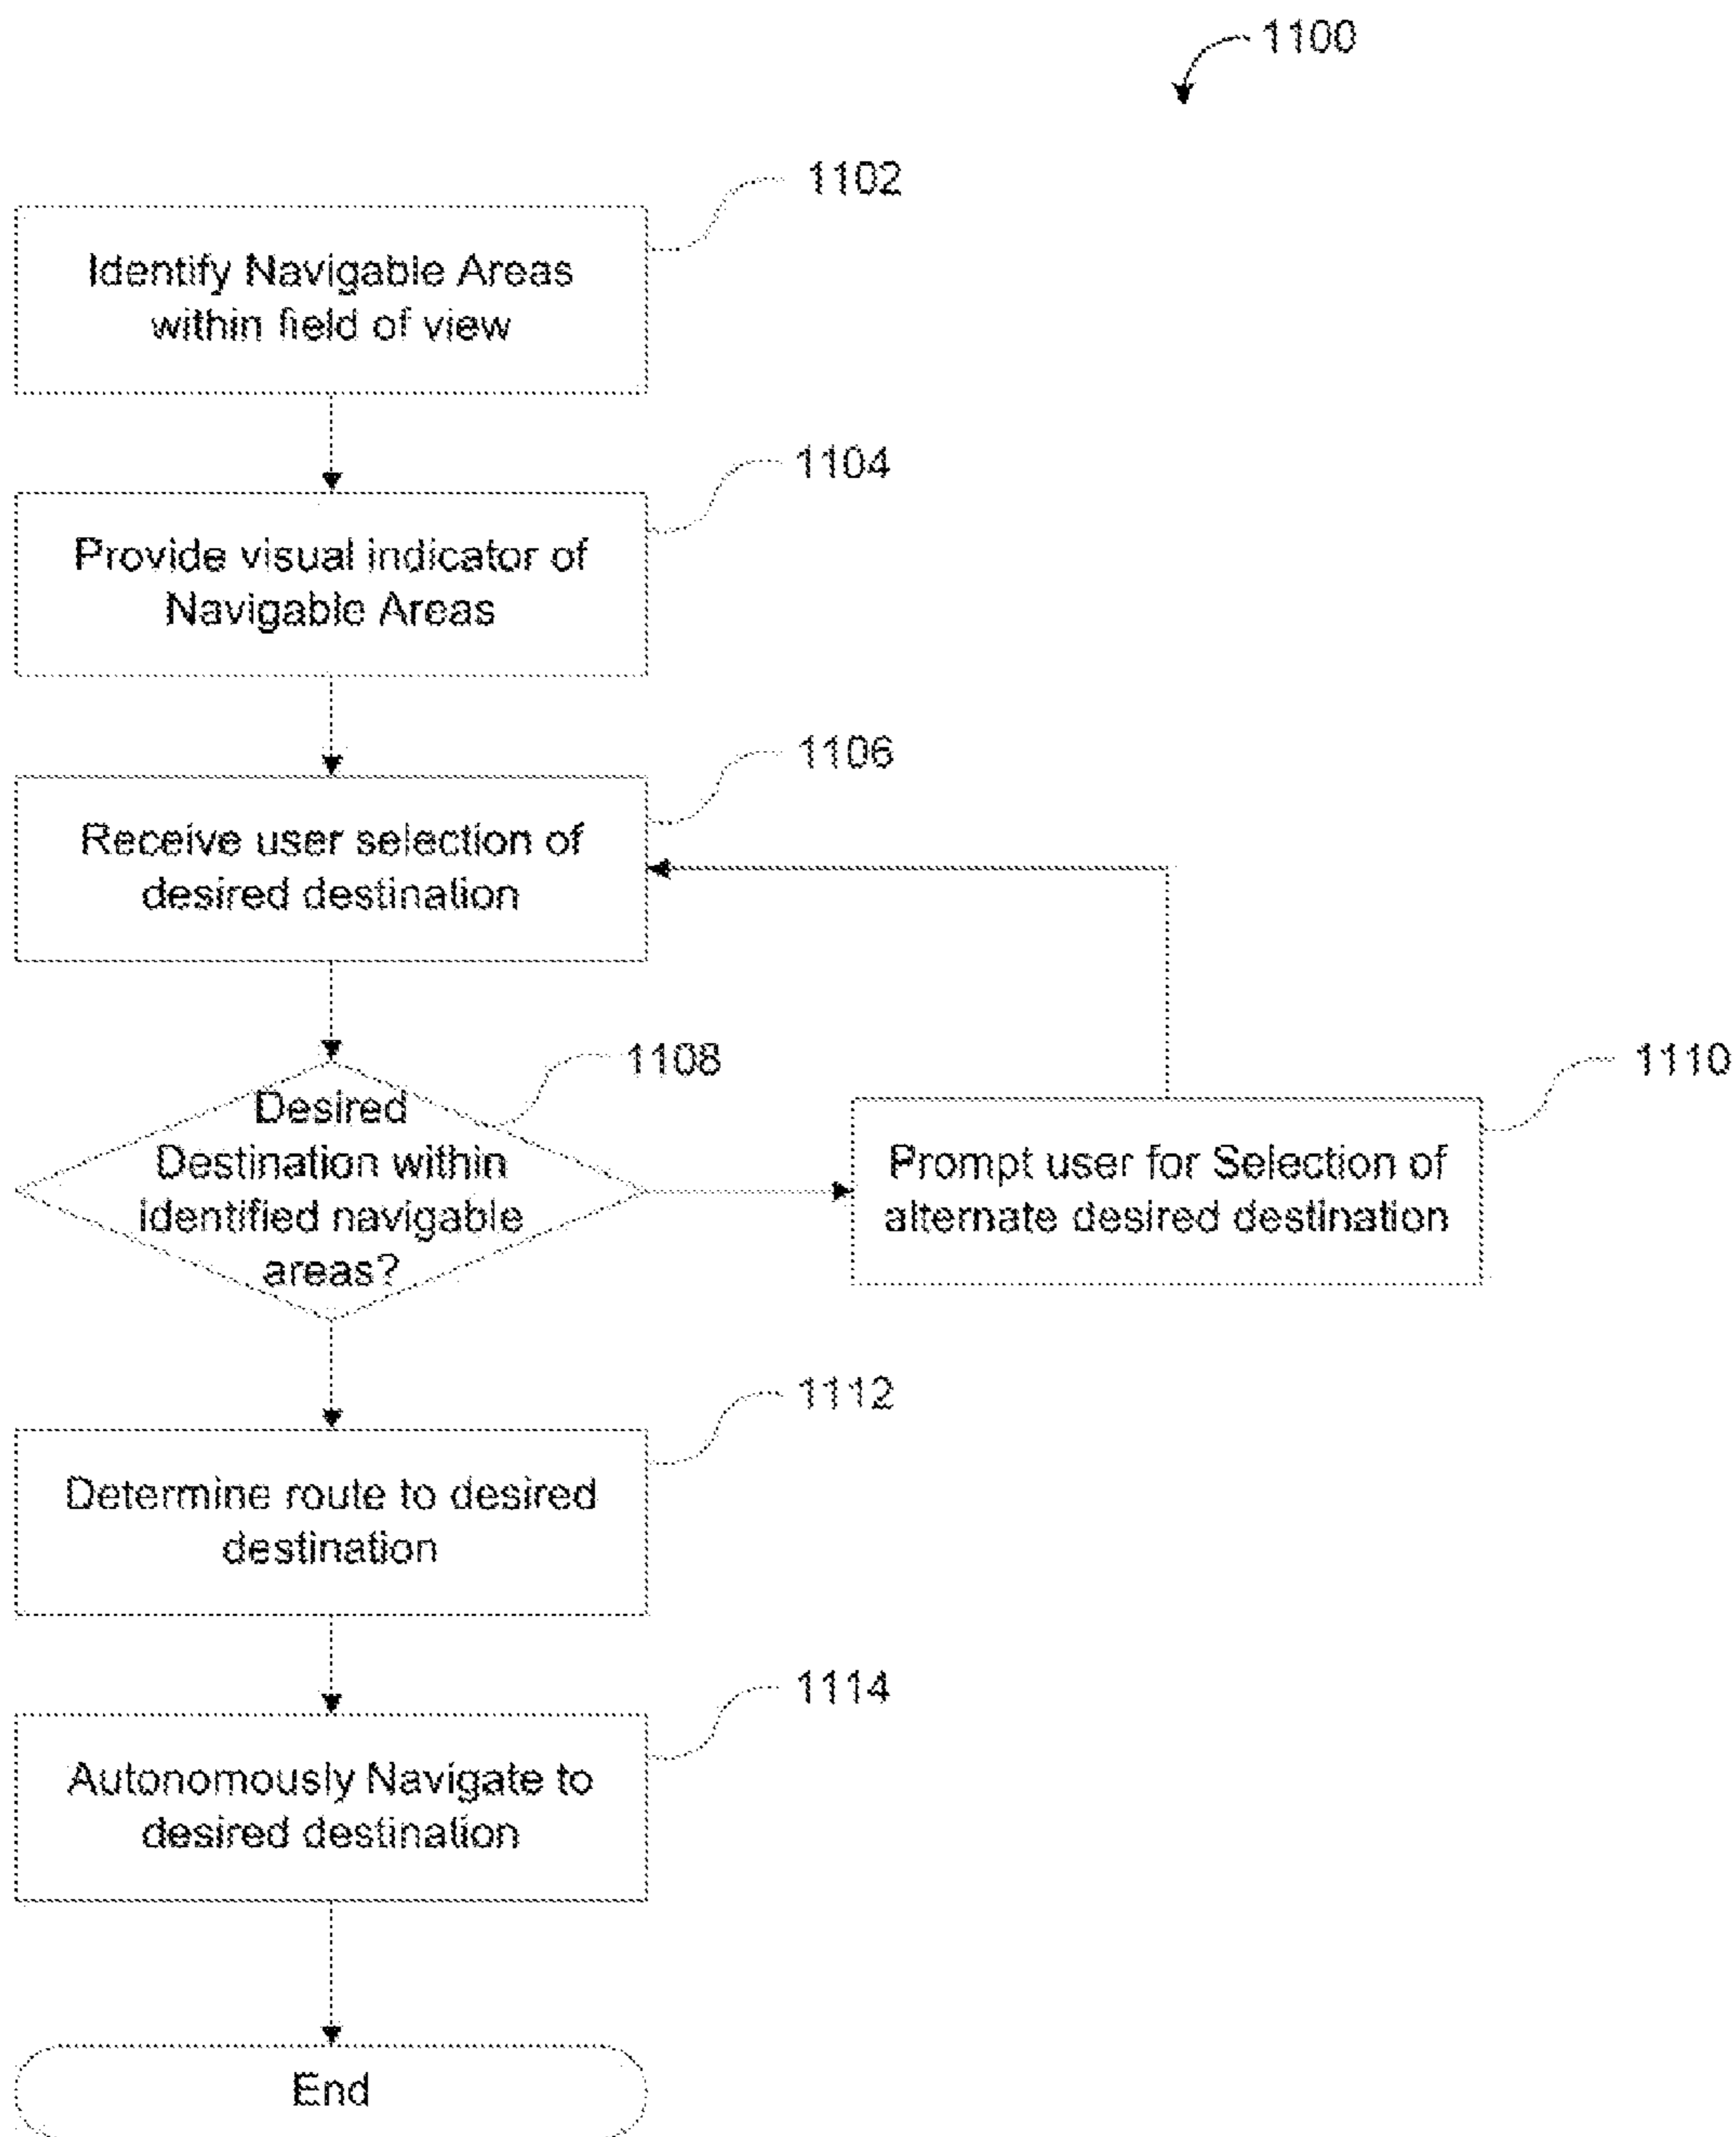 1100
1102
Identify Navigable Areas
within field of view
1104
Provide visual indicator of
Navigable Areas
1106
Receive user selection of
desired destination
1108
Desired
Destination within
identified navigable
areas?
1110
Prompt user for Selection of
alternate desired destination
1112
Determine route to desired
destination
1114
Autonomously Navigate to
desired destination
End